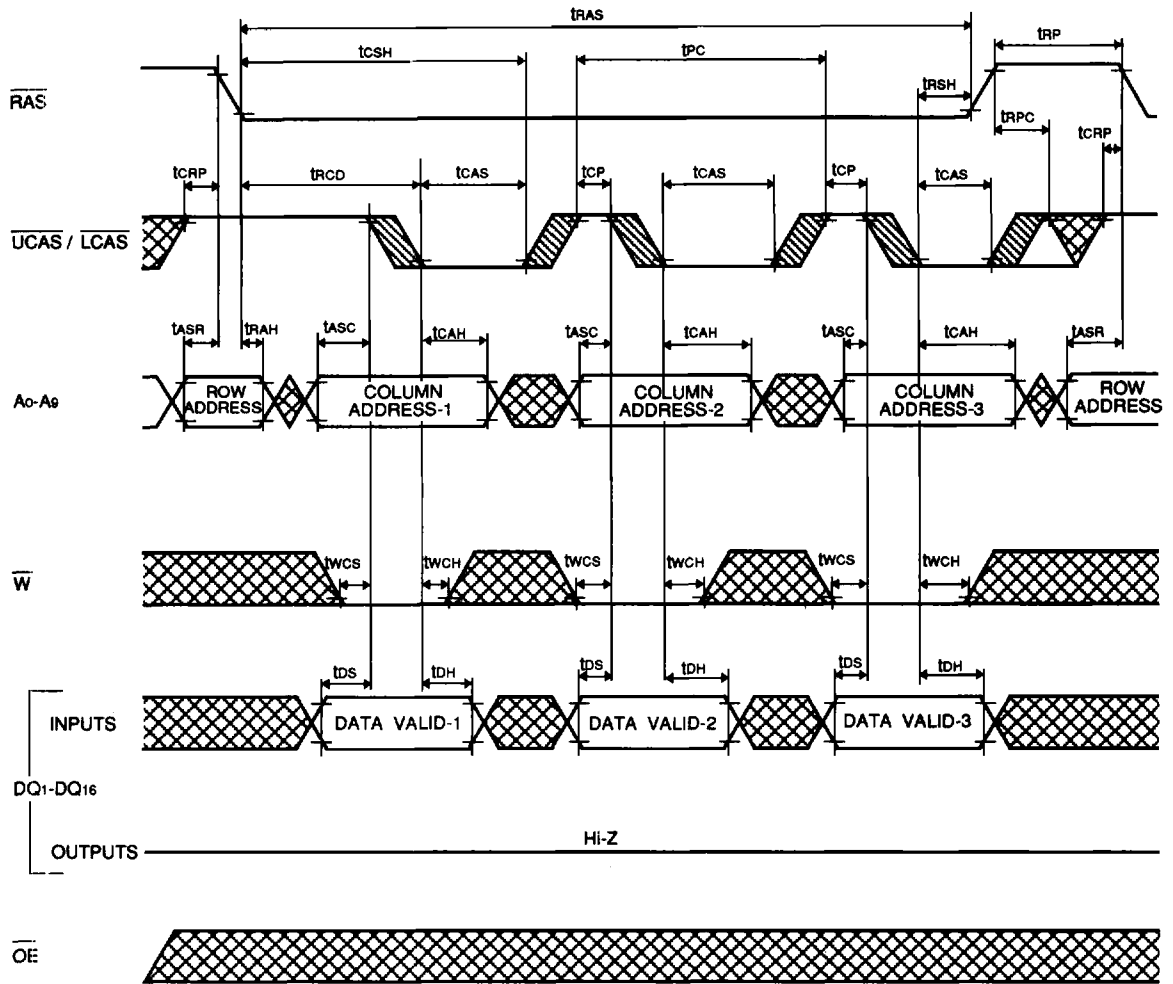 tRAS
tCSH tPC tRP
RAS tRSH
tRPC
tCRP
tCRP tRCD tCAS tCP tCAS tCP tCAS
UCAS / LCAS
tASR tRAH tASC tCAH tASC tCAH tASC tCAH tASR
A0-A9 ROW ADDRESS COLUMN ADDRESS-1 COLUMN ADDRESS-2 COLUMN ADDRESS-3 ROW ADDRESS
W tWCS tWCH tWCS tWCH tWCS tWCH
tDS tDH tDS tDH tDS tDH
INPUTS DATA VALID-1 DATA VALID-2 DATA VALID-3
DQ1-DQ16
Hi-Z
OUTPUTS
OE